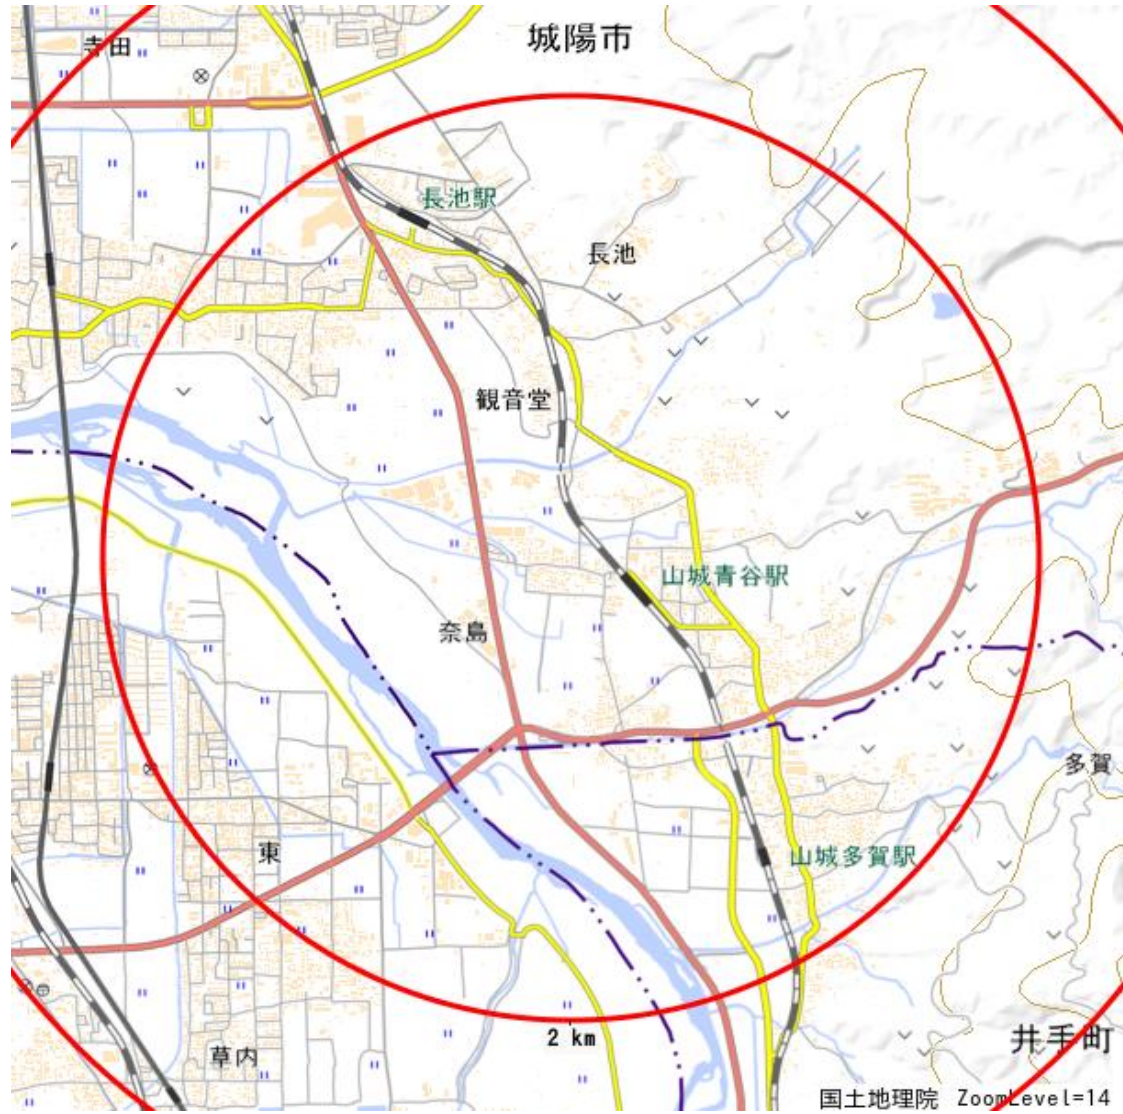 城陽市
寺田
長池駅
長池
観音堂
山城青谷駅
奈島
多賀
東
山城多賀駅
2 km
井手町
草内
国土地理院 ZoomLevel=14